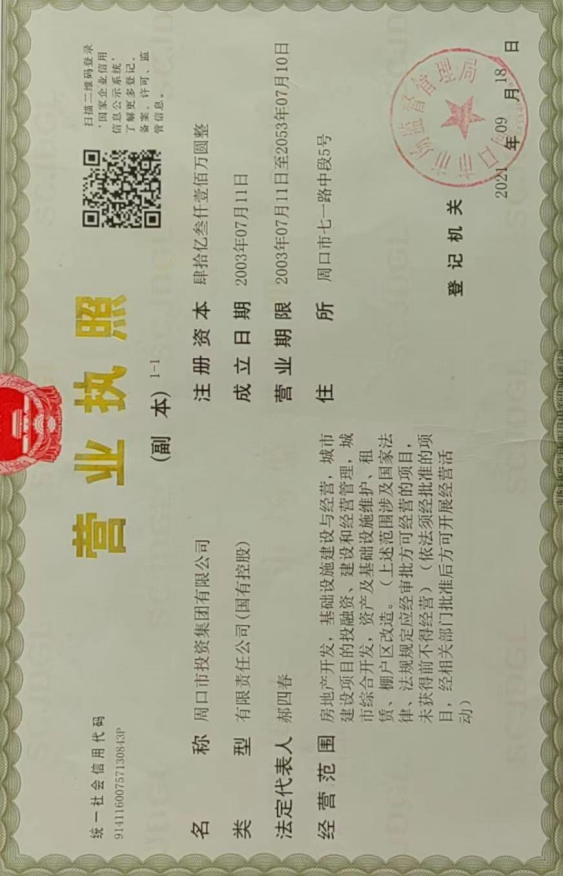 统一社会信用代码
91411600757130843P
营业执照
(副 本) 1-1
扫描二维码登录
“国家企业信用
信息公示系统”
了解更多登记、
备案、许可、监
管信息。
名 称 周口市投资集团有限公司
类 型 有限责任公司(国有控股)
法定代表人 郝四春
经营范围 房地产开发，基础设施建设与经营，城市
建设项目的投融资、建设和经营管理，城
市综合开发，资产及基础设施维护、租
赁、棚户区改造。（上述范围涉及国家法
律、法规规定应经审批方可经营的项目，
未获得前不得经营）（依法须经批准的项
目，经相关部门批准后方可开展经营活
动）
注册资本 肆拾亿叁仟壹佰万圆整
成立日期 2003年07月11日
营业期限 2003年07月11日至2053年07月10日
住 所 周口市七一路中段5号
登记机关
周口市市场监督管理局
2021年09月18日